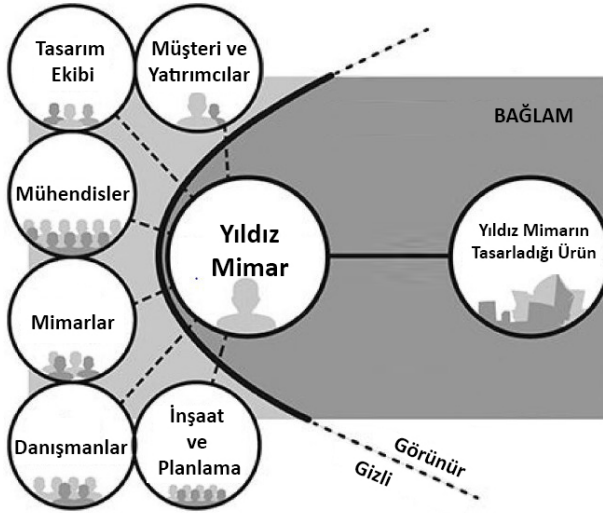 Tasarım
Ekibi
Müşteri ve
Yatırımcılar
BAĞLAM
Mühendisler
Yıldız
Mimar
Yıldız Mimarın
Tasarladığı Ürün
Mimarlar
Danışmanlar
İnşaat
ve
Planlama
Görünür
Gizli